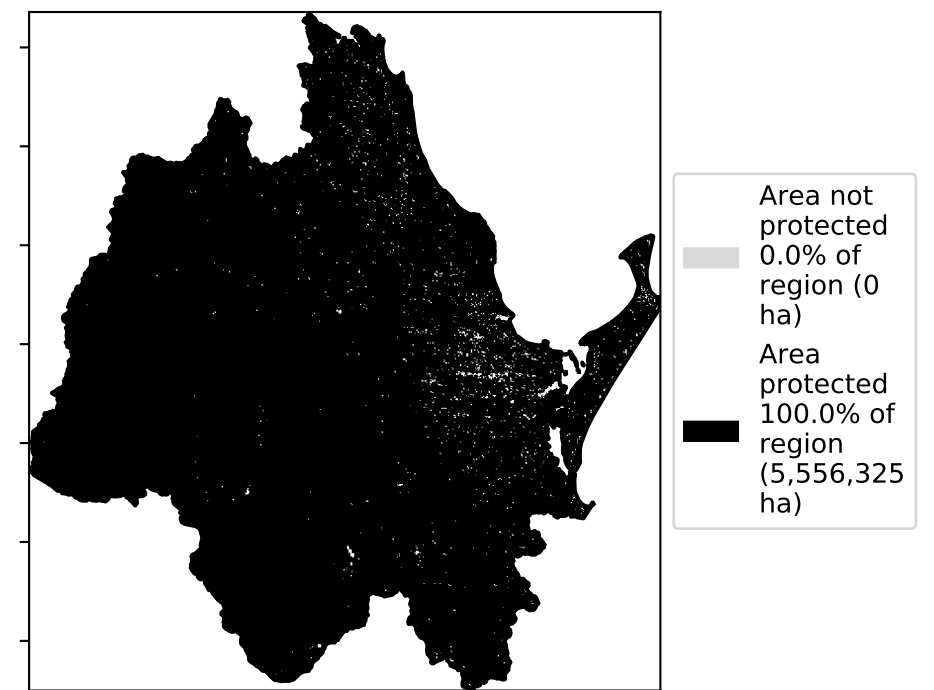 Area not
protected
0.0% of
region (0
ha)
Area
protected
100.0% of
region
(5,556,325
ha)